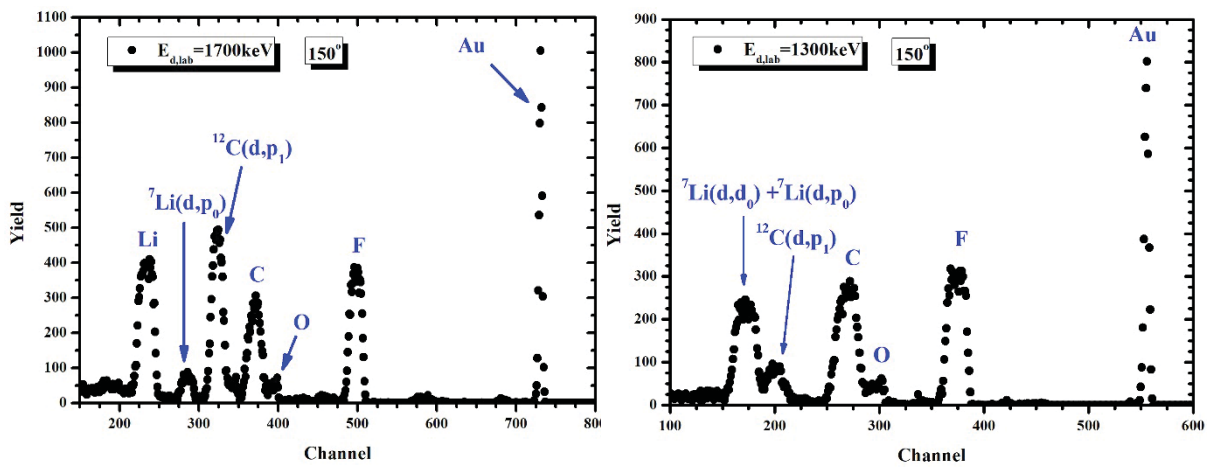 1100
1000
900
800
700
600
500
400
300
200
100
0
Yield
E_d,lab=1700keV
150°
Au
¹²C(d,p₁)
⁷Li(d,p₀)
Li
C
O
F
200 300 400 500 600 700 800
Channel
900
800
700
600
500
400
300
200
100
0
Yield
E_d,lab=1300keV
150°
Au
⁷Li(d,d₀) +⁷Li(d,p₀)
¹²C(d,p₁)
C
O
F
100 200 300 400 500 600
Channel